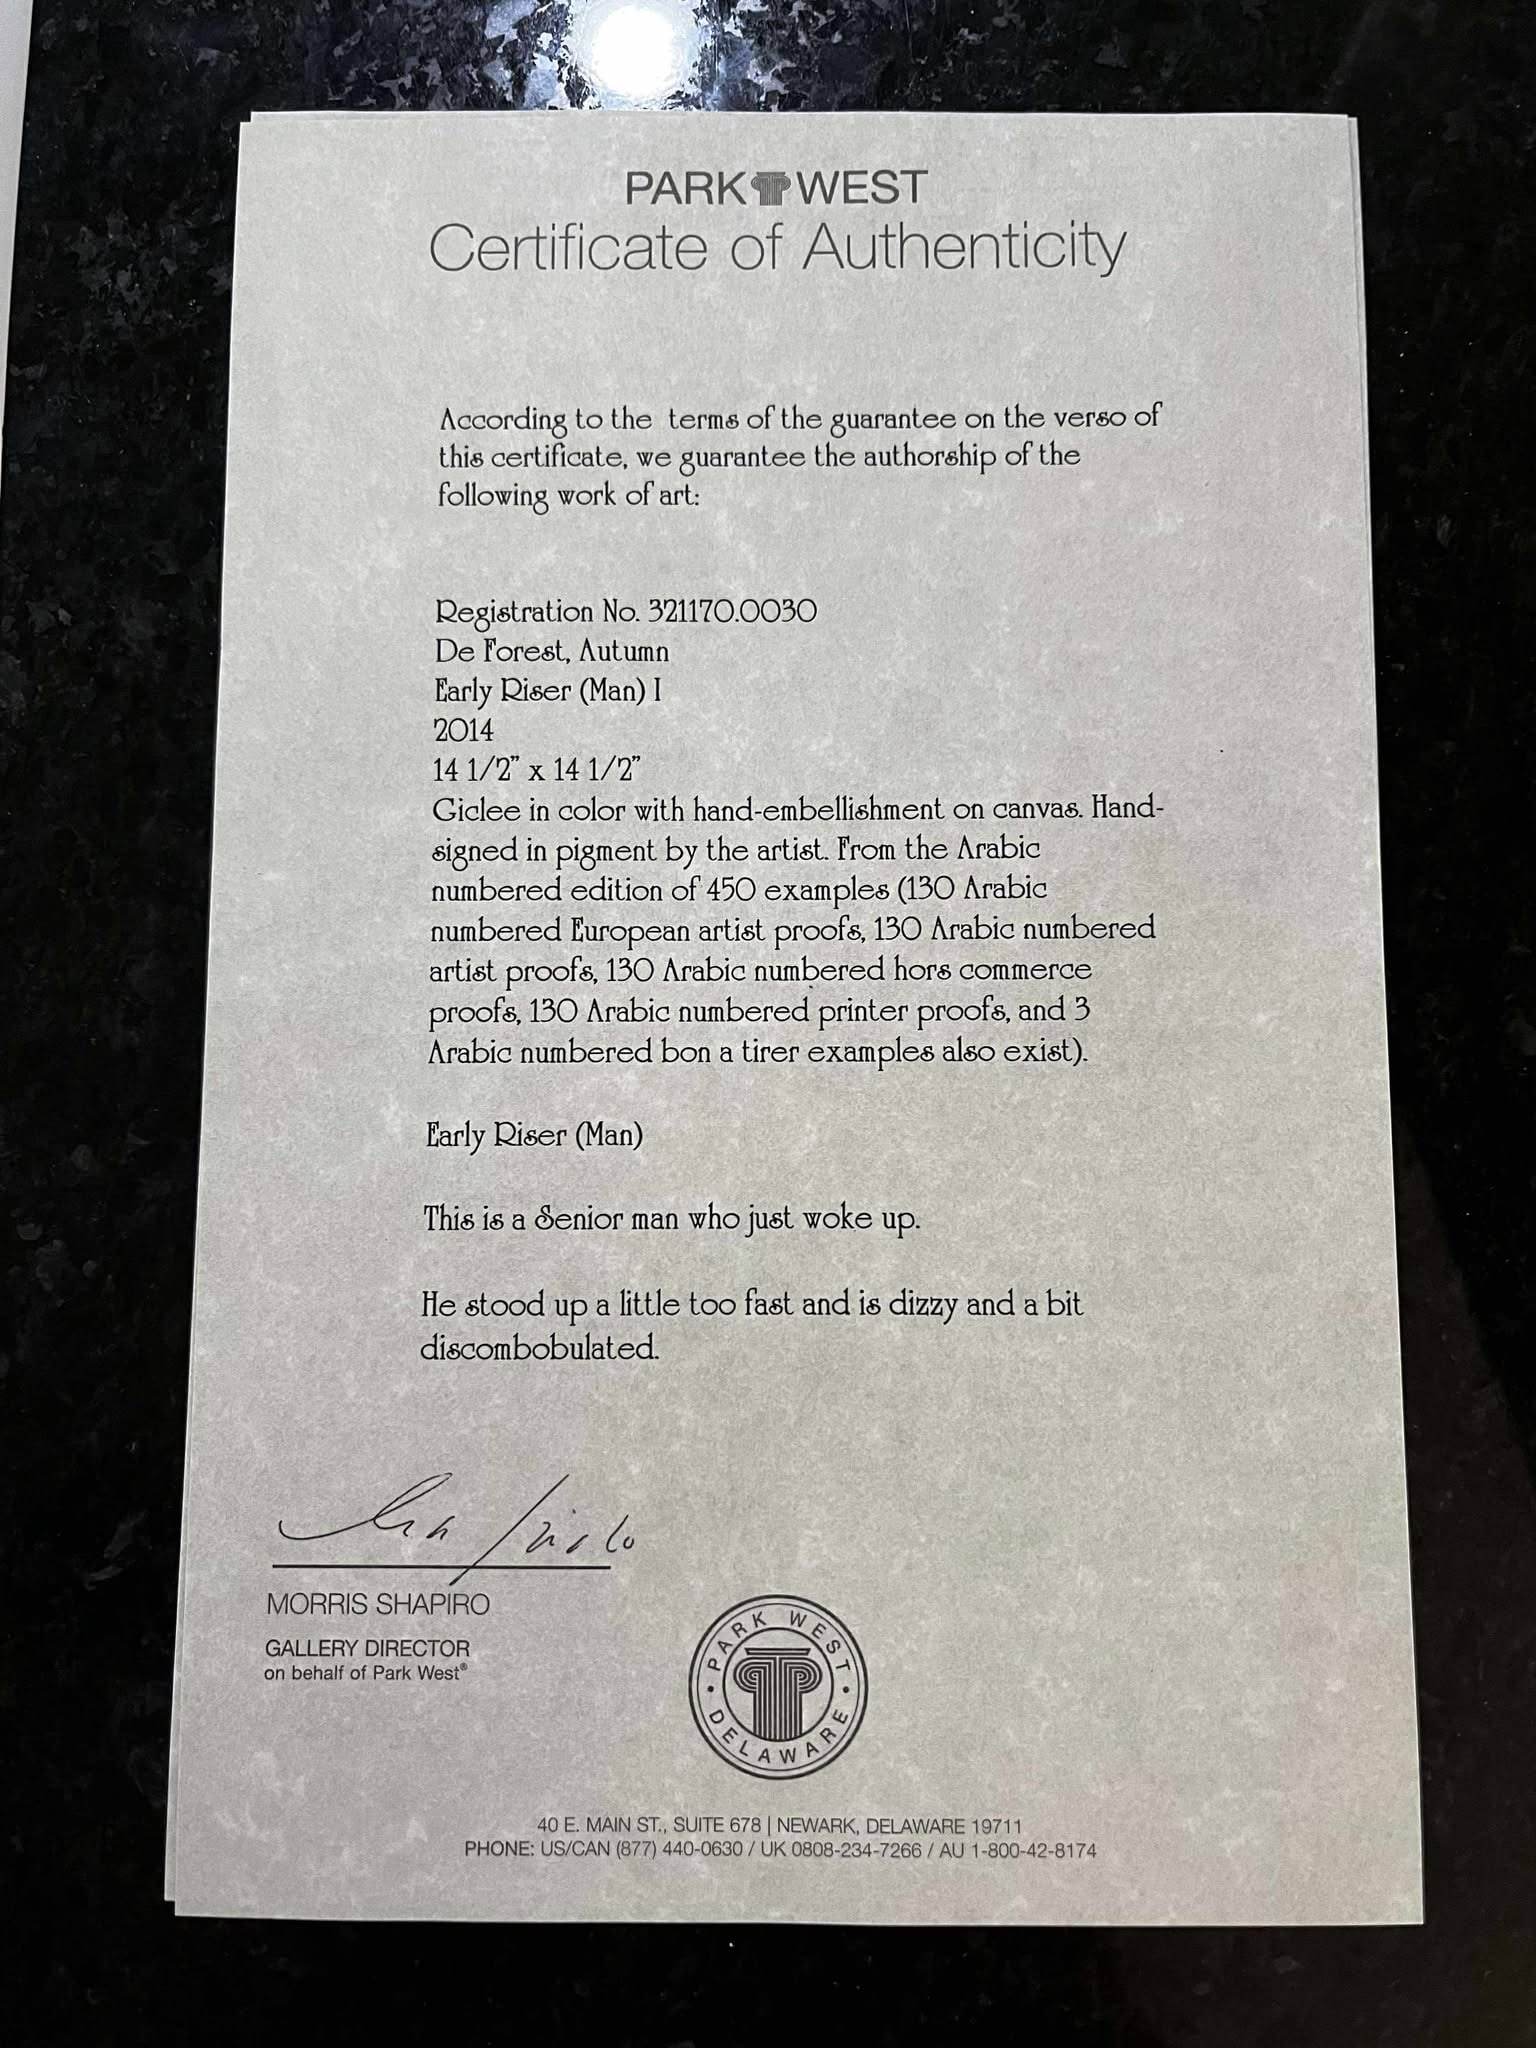 PARK WEST
Certificate of Authenticity
According to the terms of the guarantee on the verso of
this certificate, we guarantee the authorship of the
following work of art:
Registration No. 321170.0030
De Forest, Autumn
Early Riser (Man) I
2014
14 1/2" x 14 1/2"
Giclee in color with hand-embellishment on canvas. Hand-
signed in pigment by the artist. From the Arabic
numbered edition of 450 examples (130 Arabic
numbered European artist proofs, 130 Arabic numbered
artist proofs, 130 Arabic numbered hors commerce
proofs, 130 Arabic numbered printer proofs, and 3
Arabic numbered bon a tirer examples also exist).
Early Riser (Man)
This is a Senior man who just woke up.
He stood up a little too fast and is dizzy and a bit
discombobulated.
MORRIS SHAPIRO
GALLERY DIRECTOR
on behalf of Park West®
PARK WEST
• DELAWARE •
40 E. MAIN ST., SUITE 678 | NEWARK, DELAWARE 19711
PHONE: US/CAN (877) 440-0630 / UK 0808-234-7266 / AU 1-800-42-8174